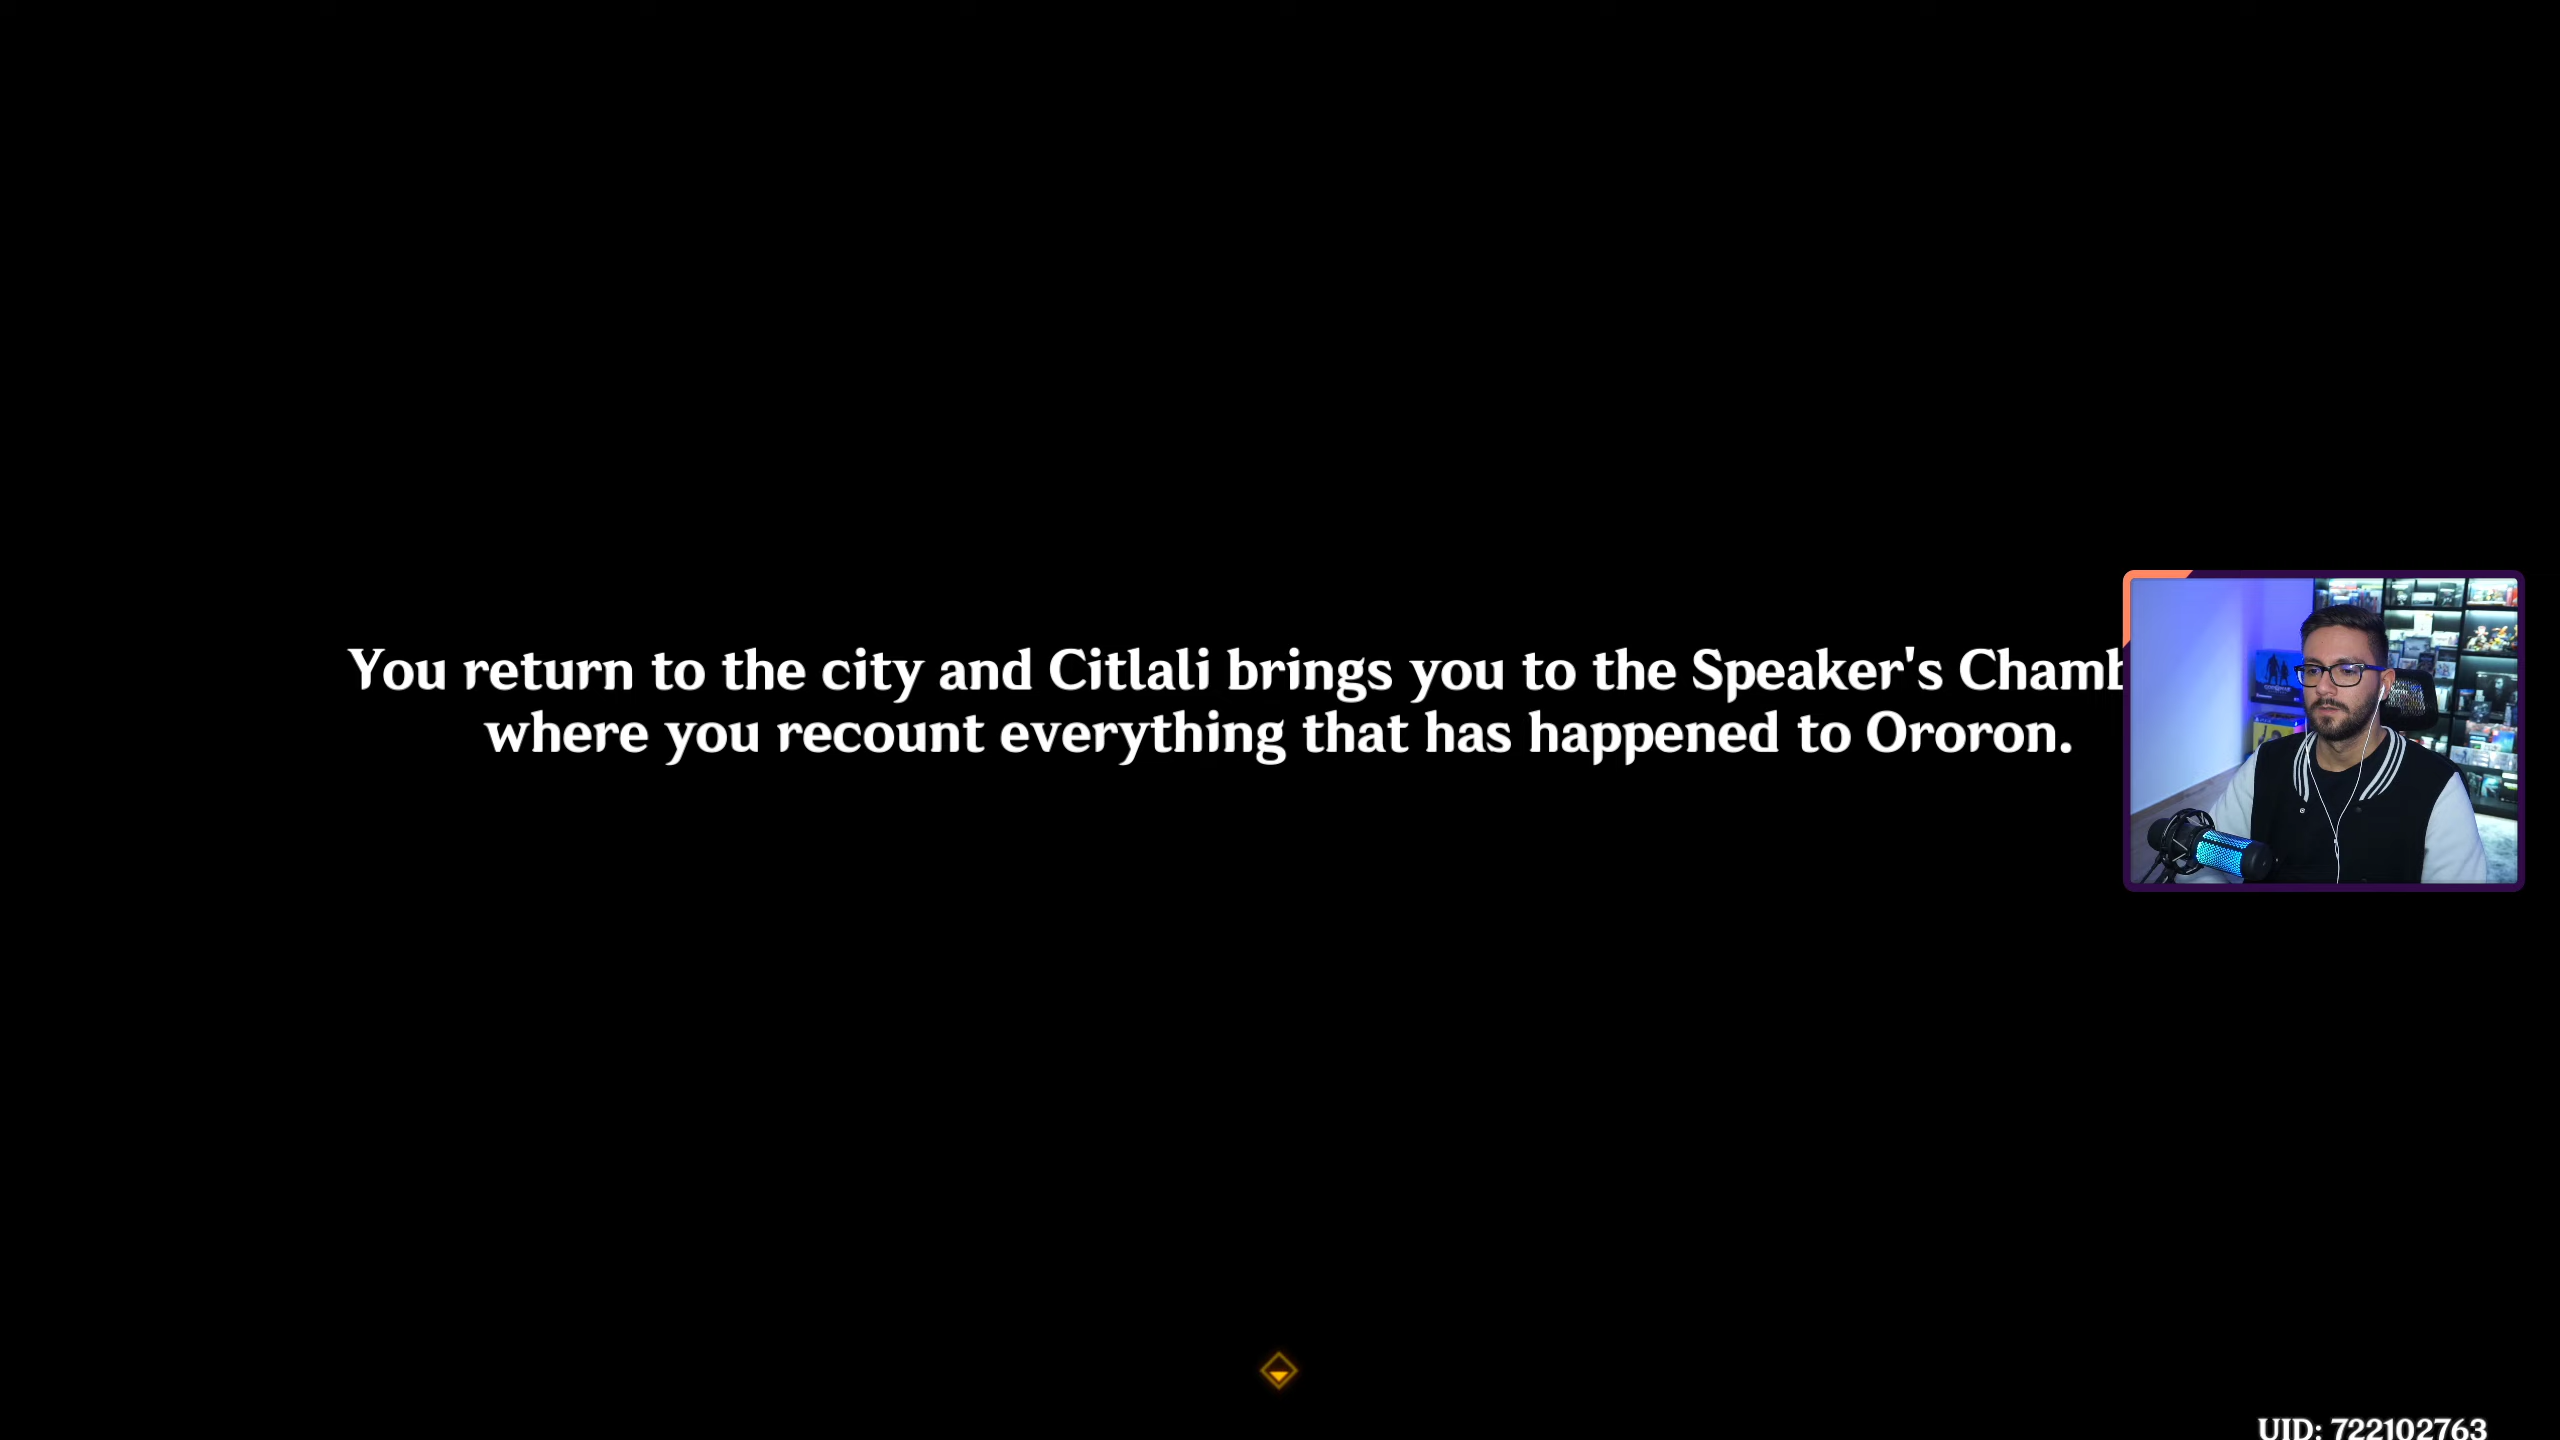 You return to the city and Citlali brings you to the Speaker's
where you recount everything that has happened to Ororon.
UID: 722102763